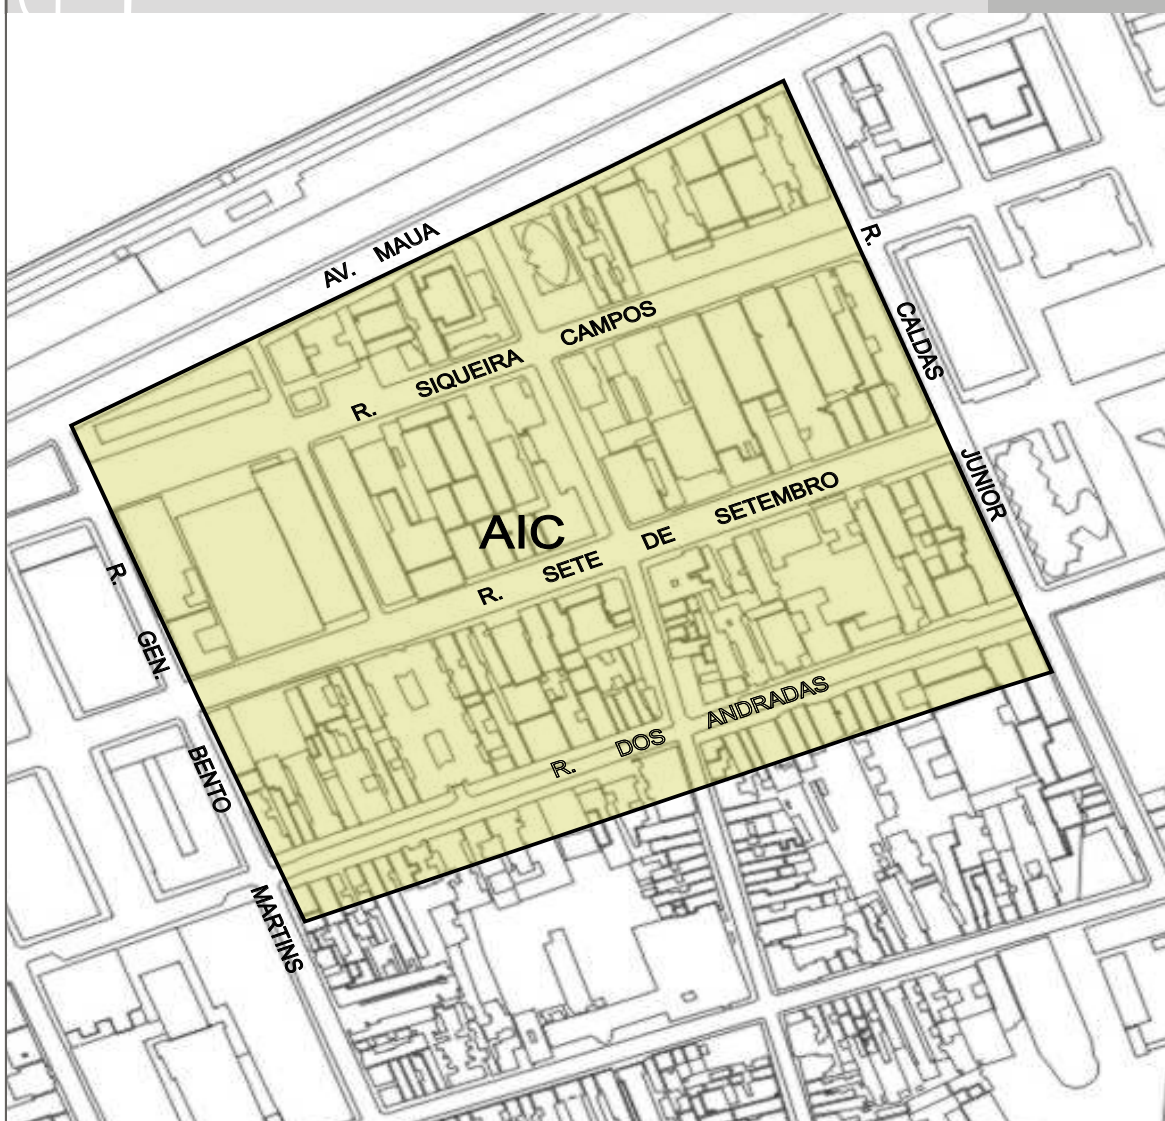 AV. MAUA
R. SIQUEIRA CAMPOS
R. CALDAS JUNIOR
AIC
R. SETE DE SETEMBRO
R. GEN. BENTO MARTINS
R. DOS ANDRADAS